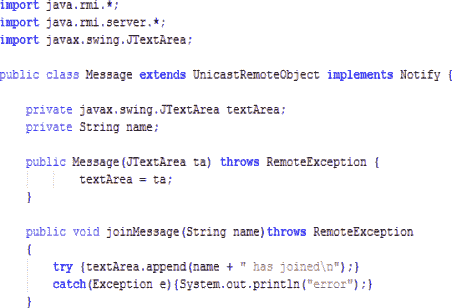 import java.rmi.*;
import java.rmi.server.*;
import javax.swing.JTextArea;
public class Message extends UnicastRemoteObject implements Notify {
private javax.swing.JTextArea textArea;
private String name;
public Message(JTextArea ta) throws RemoteException {
textArea = ta;
}
public void joinMessage(String name)throws RemoteException
{
try {textArea.append(name + " has joined\n");}
catch(Exception e){System.out.println("error");}
}